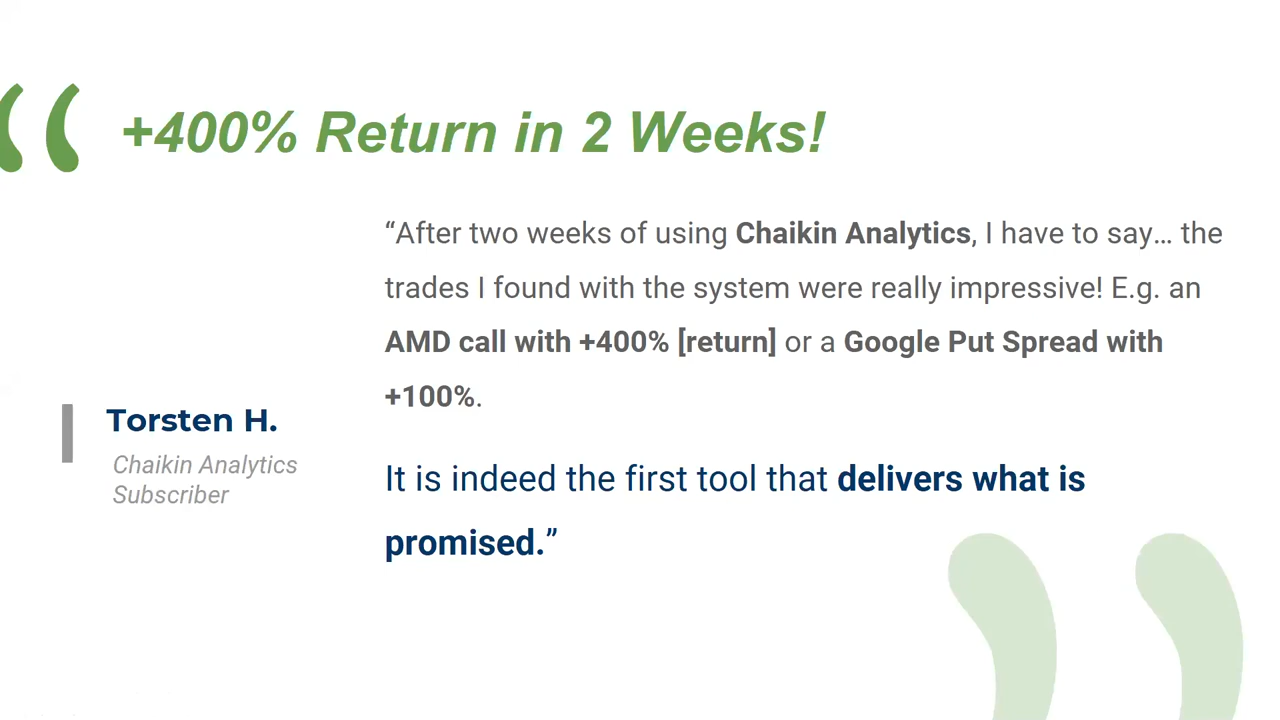 +400% Return in 2 Weeks!
“After two weeks of using Chaikin Analytics, I have to say… the
trades I found with the system were really impressive! E.g. an
AMD call with +400% [return] or a Google Put Spread with
+100%.
It is indeed the first tool that delivers what is
promised.”
Torsten H.
Chaikin Analytics
Subscriber